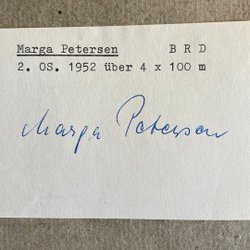 Marga Petersen B R D
2. OS. 1952 über 4 x 100 m
Marga Petersen